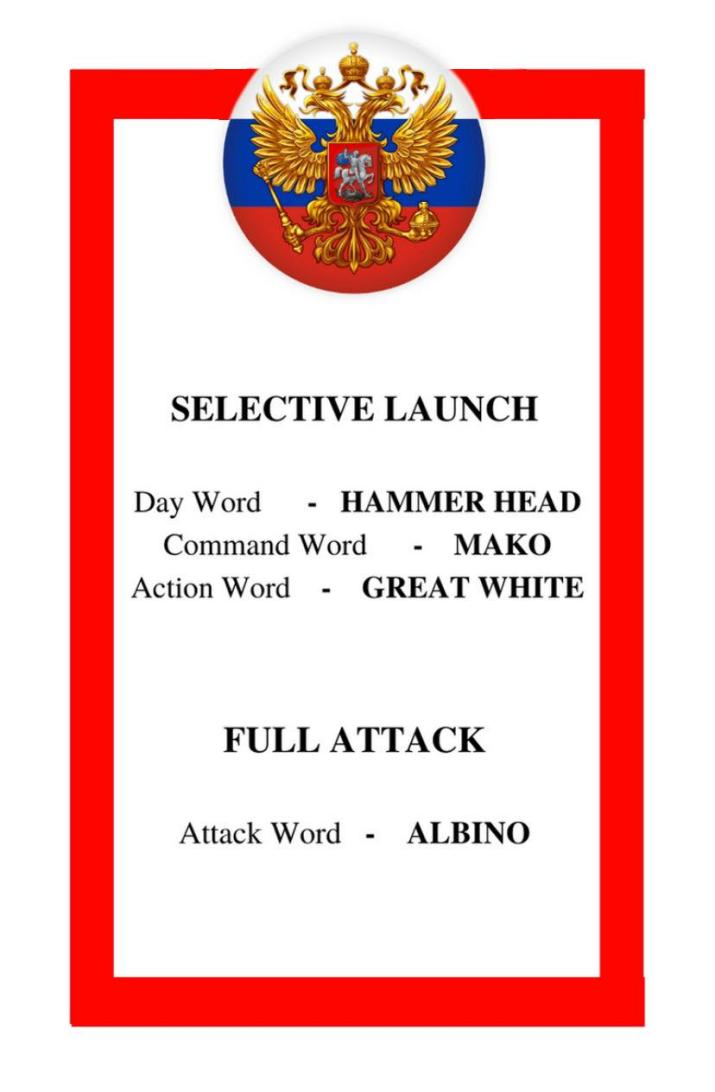 SELECTIVE LAUNCH
Day Word - HAMMER HEAD
Command Word - MAKO
Action Word - GREAT WHITE
FULL ATTACK
Attack Word - ALBINO